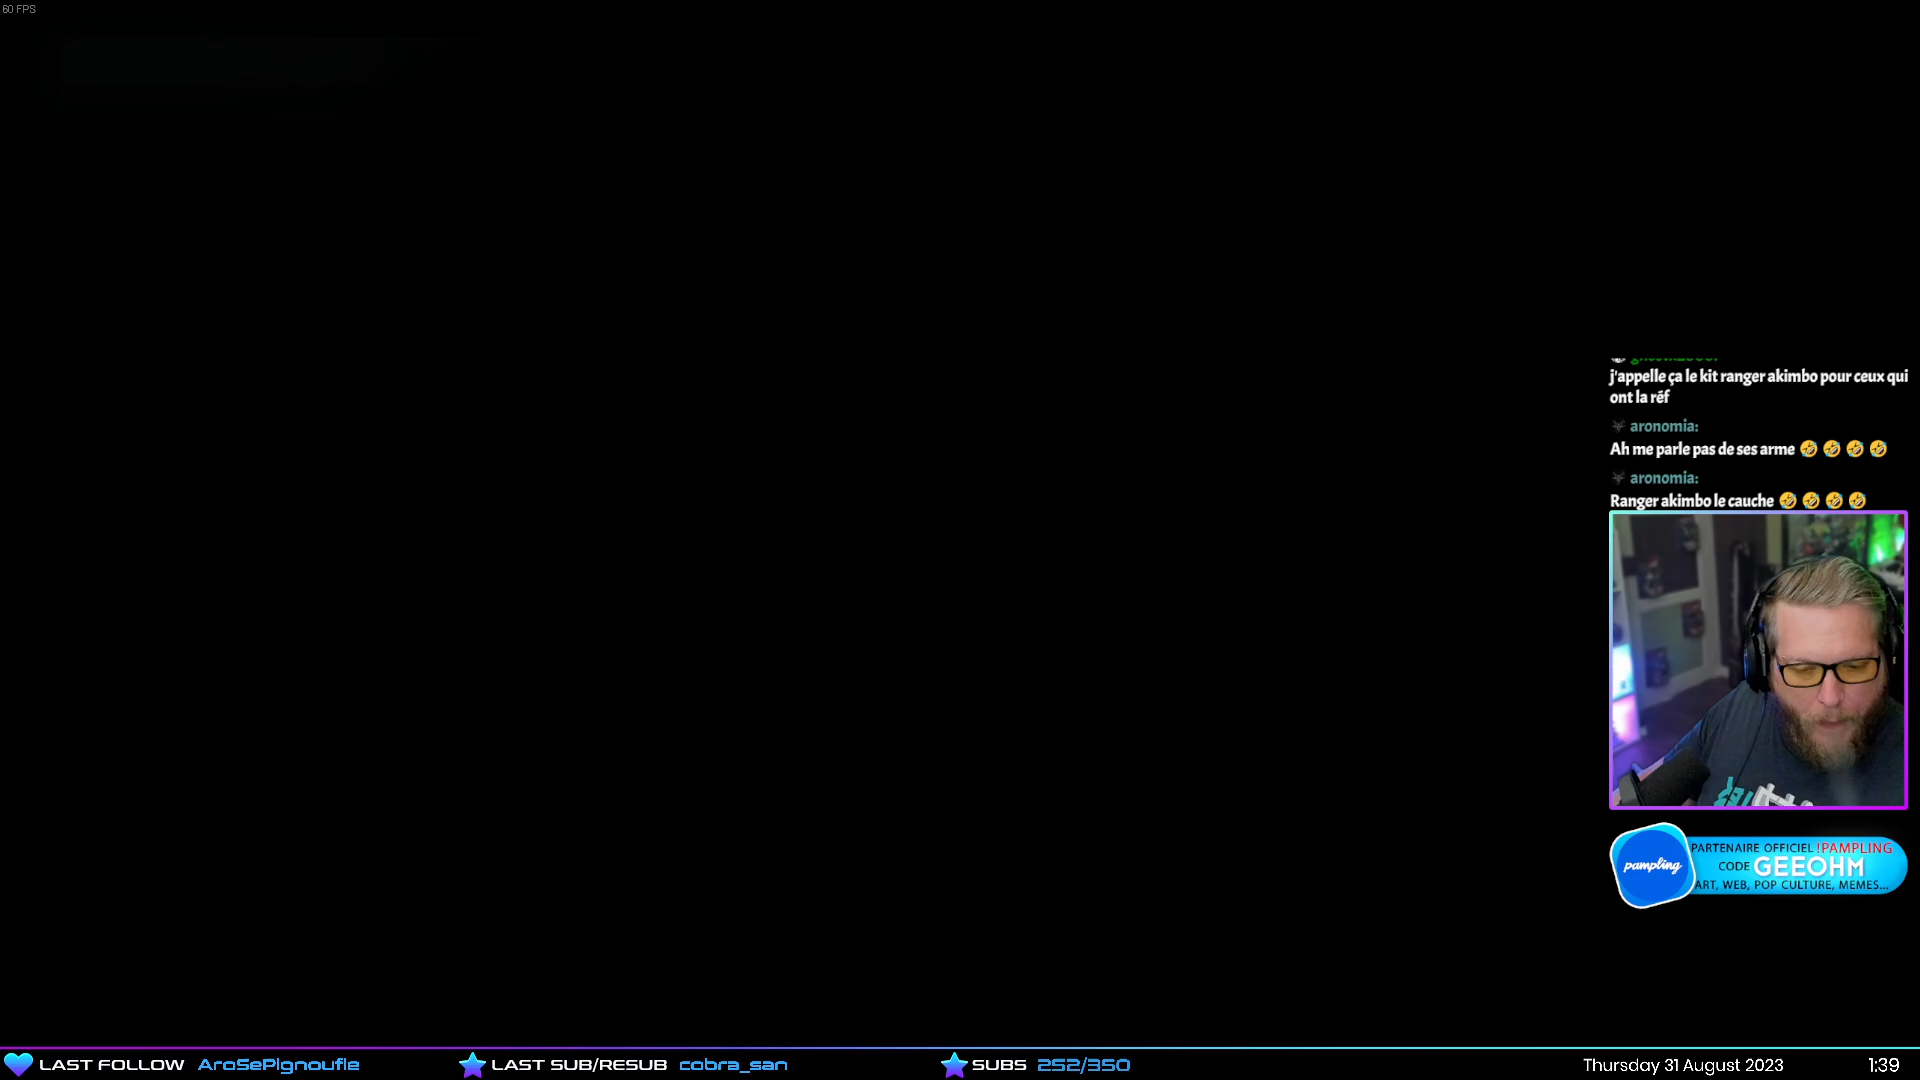 60 FPS
j'appelle ça le kit ranger akimbo pour ceux qui
ont la réf
aronomia:
Ah me parle pas de ses arme 🤣 🤣 🤣 🤣
aronomia:
Ranger akimbo le cauche 🤣 🤣 🤣 🤣
pampling
PARTENAIRE OFFICIEL !PAMPLING
CODE GEEOHM
ART, WEB, POP CULTURE, MEMES...
LAST FOLLOW AraSePignoufle
LAST SUB/RESUB cobra_san
SUBS 252/350
Thursday 31 August 2023
1:39